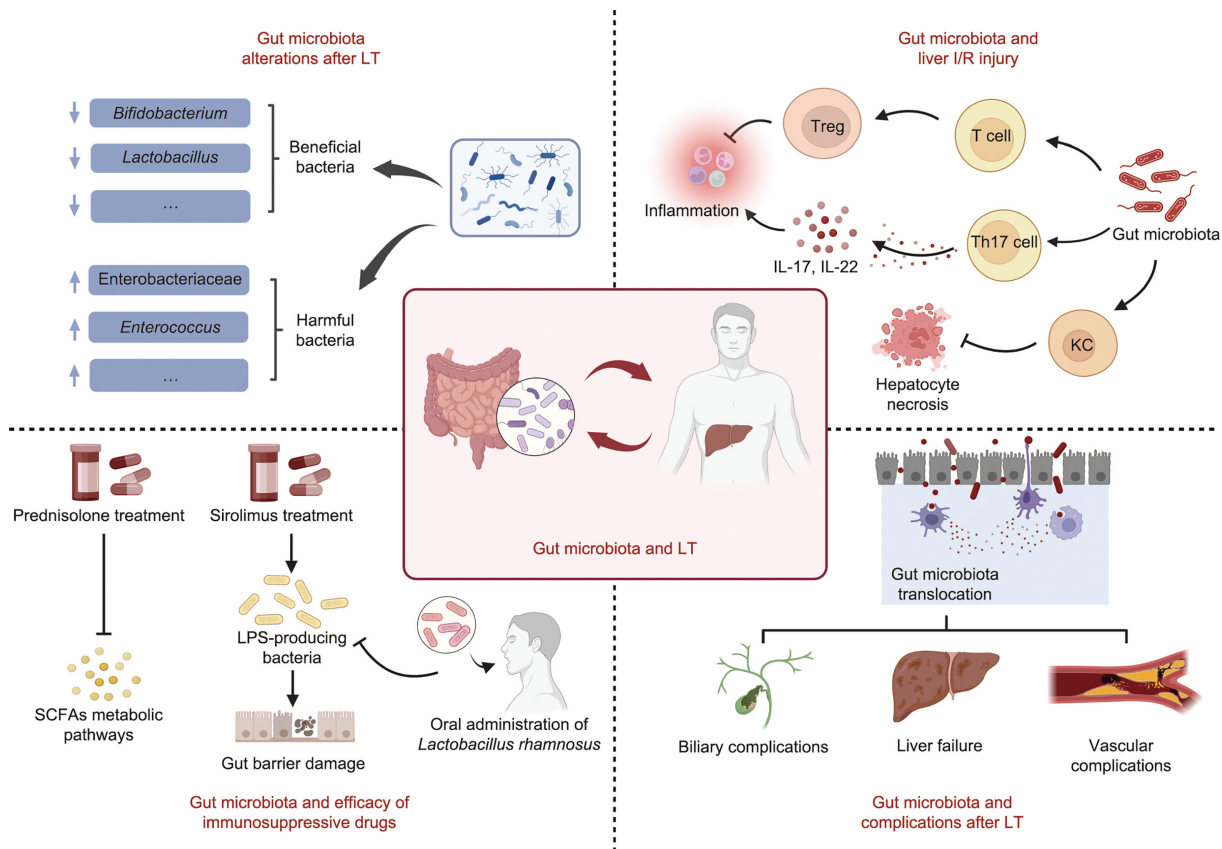 Gut microbiota
alterations after LT
Bifidobacterium
Lactobacillus
...
Beneficial
bacteria
Enterobacteriaceae
Enterococcus
...
Harmful
bacteria
Gut microbiota and
liver I/R injury
Treg
T cell
Inflammation
IL-17, IL-22
Th17 cell
Gut microbiota
KC
Hepatocyte
necrosis
Gut microbiota and LT
Prednisolone treatment
Sirolimus treatment
LPS-producing
bacteria
SCFAs metabolic
pathways
Gut barrier damage
Oral administration of
Lactobacillus rhamnosus
Gut microbiota and efficacy of
immunosuppressive drugs
Gut microbiota
translocation
Biliary complications
Liver failure
Vascular
complications
Gut microbiota and
complications after LT